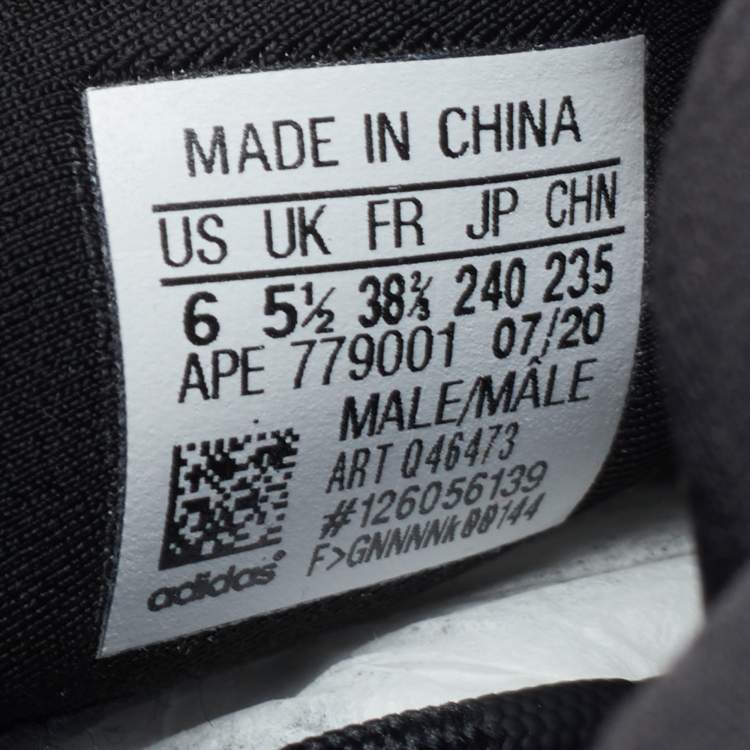 MADE IN CHINA
US UK FR JP CHN
6 5½ 38⅔ 240 235
APE 779001 07/20
MALE/MÂLE
ART Q46473
#126056139
F>GNNNNk00144
adidas®